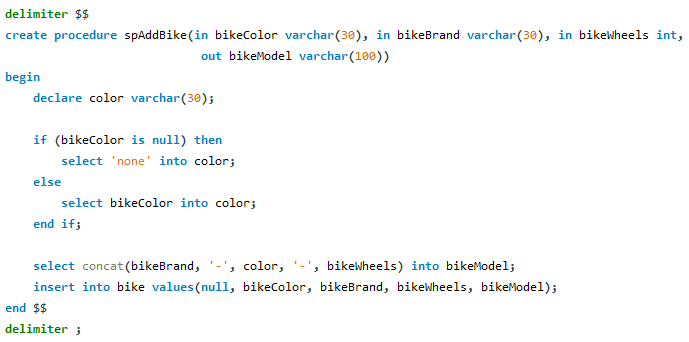 delimiter $$
create procedure spAddBike(in bikeColor varchar(30), in bikeBrand varchar(30), in bikeWheels int,
                            out bikeModel varchar(100))
begin
    declare color varchar(30);

    if (bikeColor is null) then
        select 'none' into color;
    else
        select bikeColor into color;
    end if;

    select concat(bikeBrand, '-', color, '-', bikeWheels) into bikeModel;
    insert into bike values(null, bikeColor, bikeBrand, bikeWheels, bikeModel);
end $$
delimiter ;